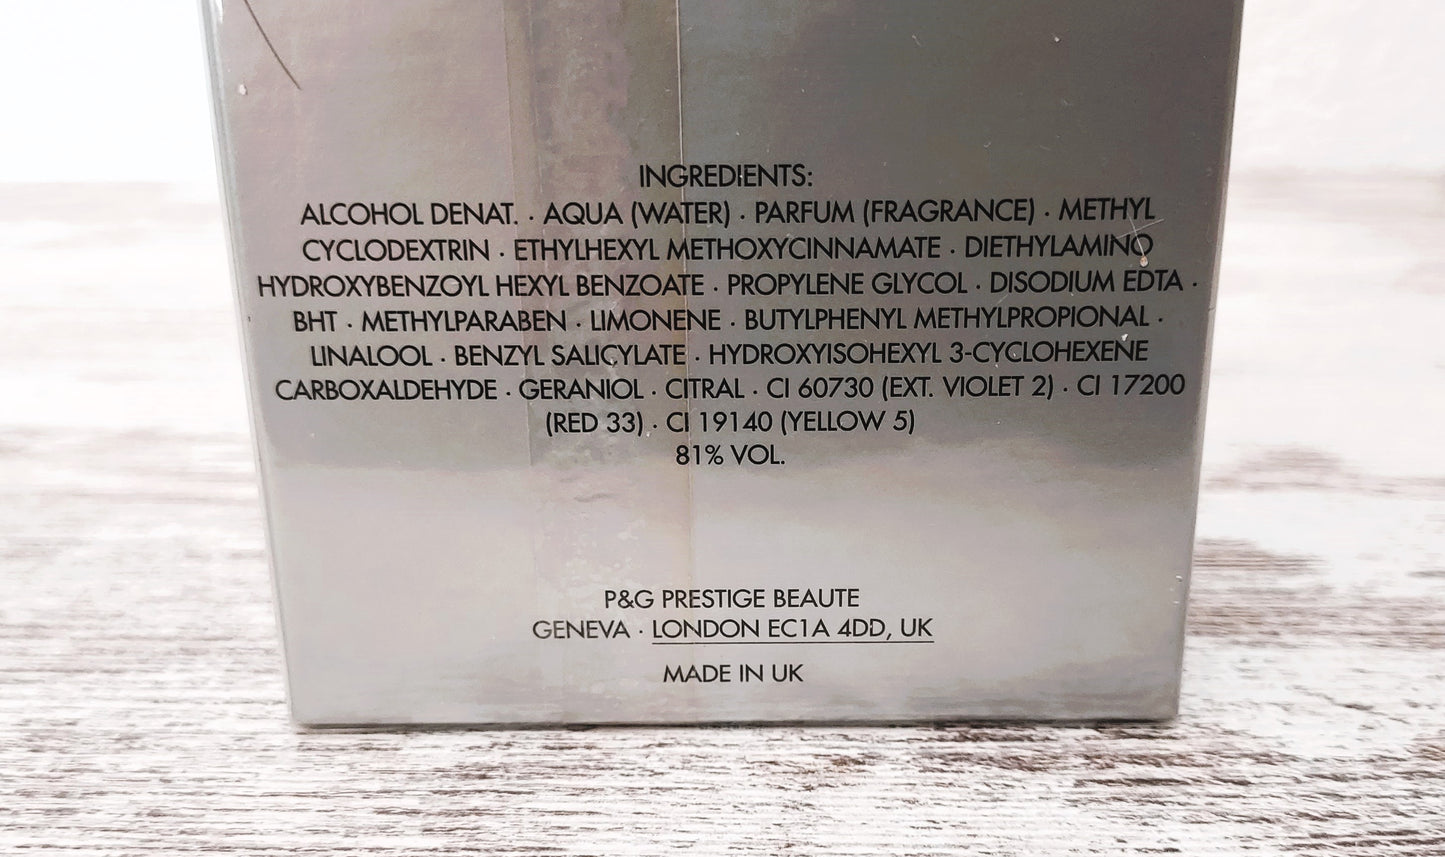 INGREDIENTS:
ALCOHOL DENAT. · AQUA (WATER) · PARFUM (FRAGRANCE) · METHYL
CYCLODEXTRIN · ETHYLHEXYL METHOXYCINNAMATE · DIETHYLAMINO
HYDROXYBENZOYL HEXYL BENZOATE · PROPYLENE GLYCOL · DISODIUM EDTA ·
BHT · METHYLPARABEN · LIMONENE · BUTYLPHENYL METHYLPROPIONAL ·
LINALOOL · BENZYL SALICYLATE · HYDROXYISOHEXYL 3-CYCLOHEXENE
CARBOXALDEHYDE · GERANIOL · CITRAL · CI 60730 (EXT. VIOLET 2) · CI 17200
(RED 33) · CI 19140 (YELLOW 5)
81% VOL.
P&G PRESTIGE BEAUTE
GENEVA · LONDON EC1A 4DD, UK
MADE IN UK